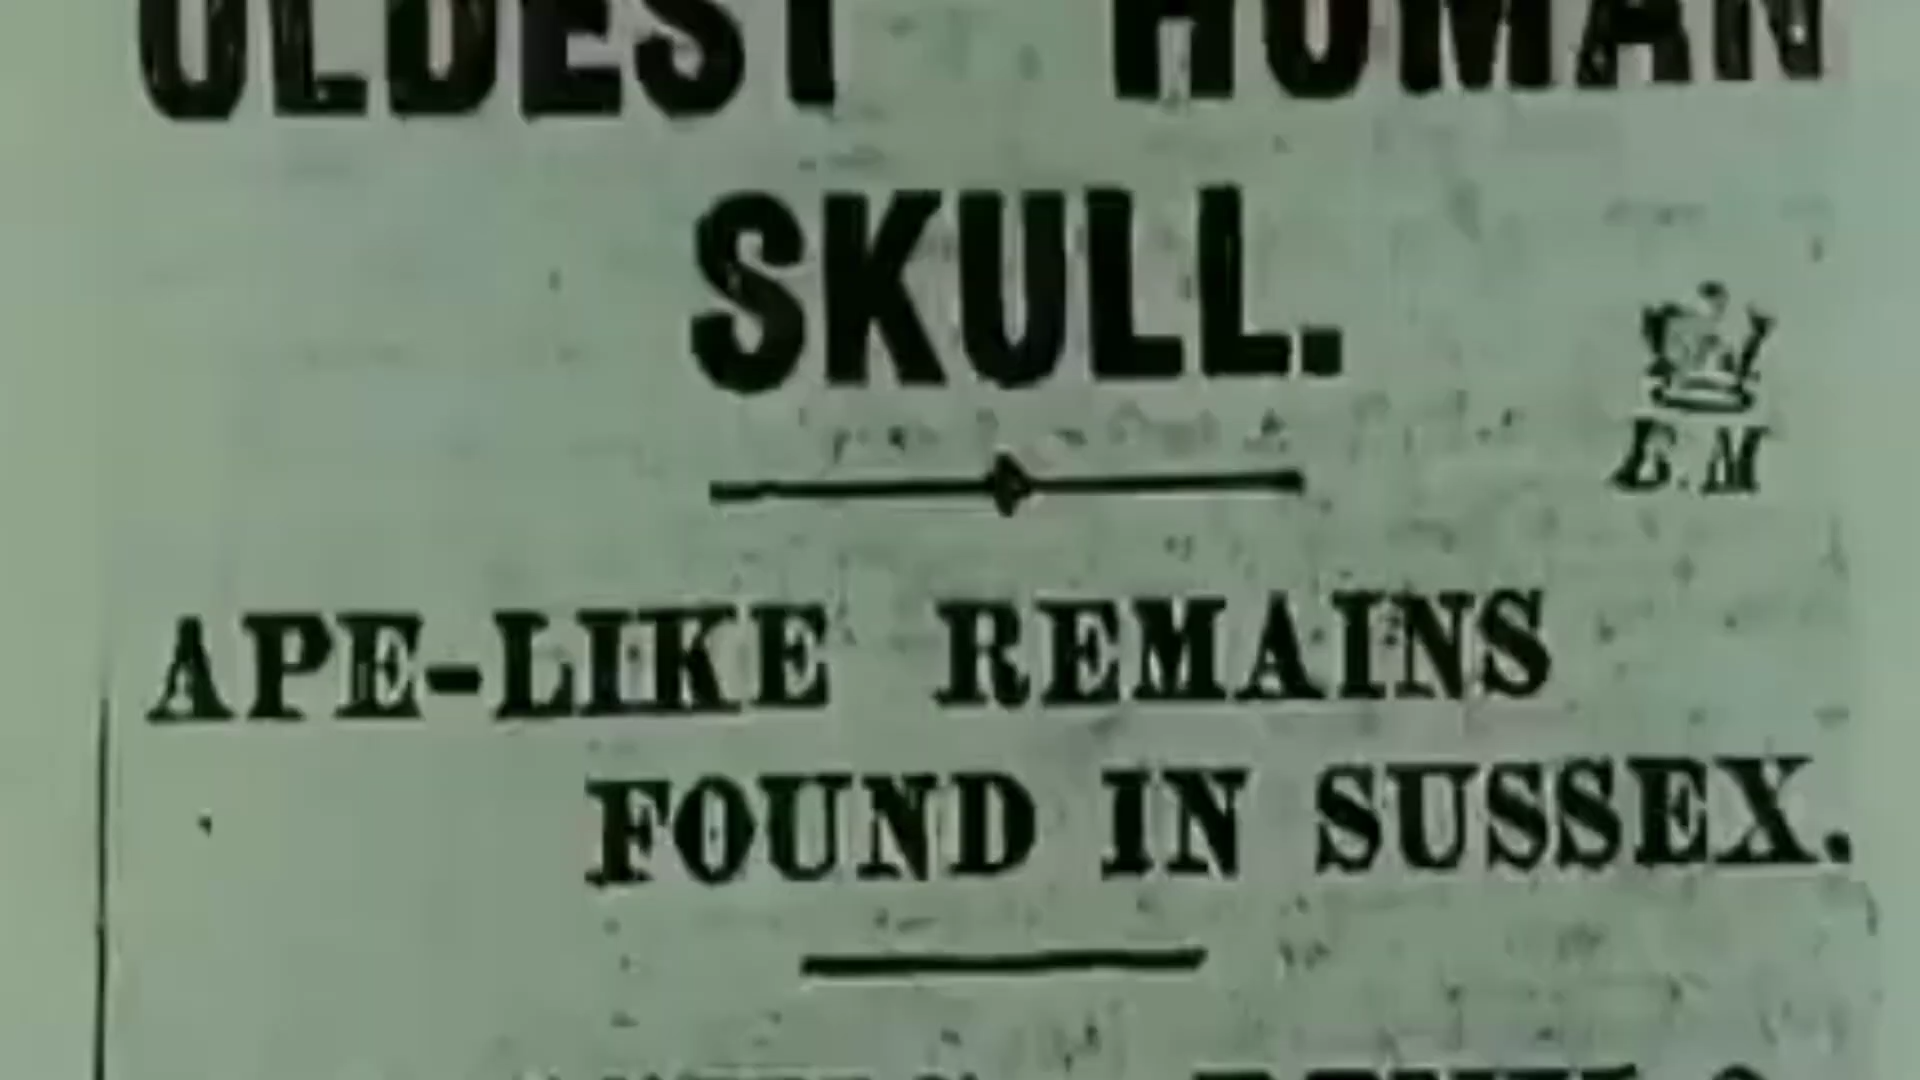 OLDEST HUMAN
SKULL.
E.M
APE-LIKE REMAINS
FOUND IN SUSSEX.